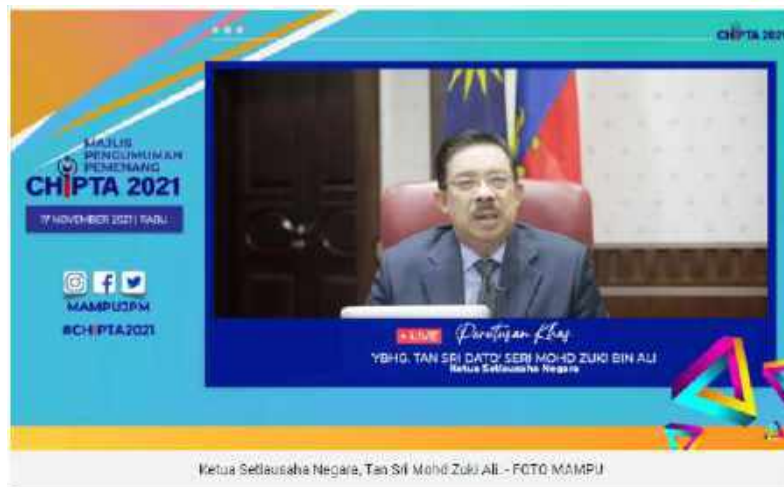 CHIPTA 2021
MAJLIS
PENGUMUMAN
PEMENANG
CHIPTA 2021
17 NOVEMBER 2021 | RABU
MAMPUJPM
#CHIPTA2021
LIVE Perutusan Khas
YBHG. TAN SRI DATO' SERI MOHD ZUKI BIN ALI
Ketua Setiausaha Negara
Ketua Setiausaha Negara, Tan Sri Mohd Zuki Ali. - FOTO MAMPU